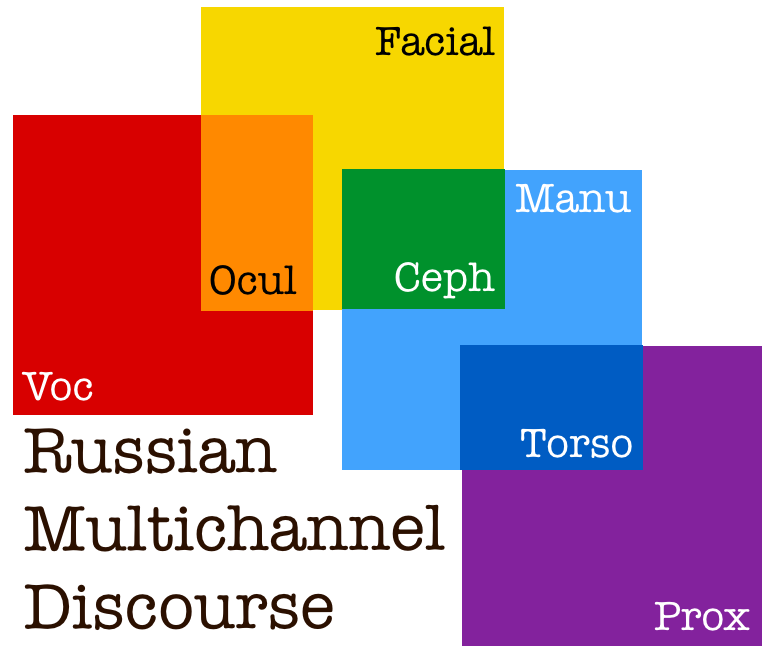 Facial
Manu
Ocul
Ceph
Voc
Torso
Russian
Multichannel
Discourse
Prox